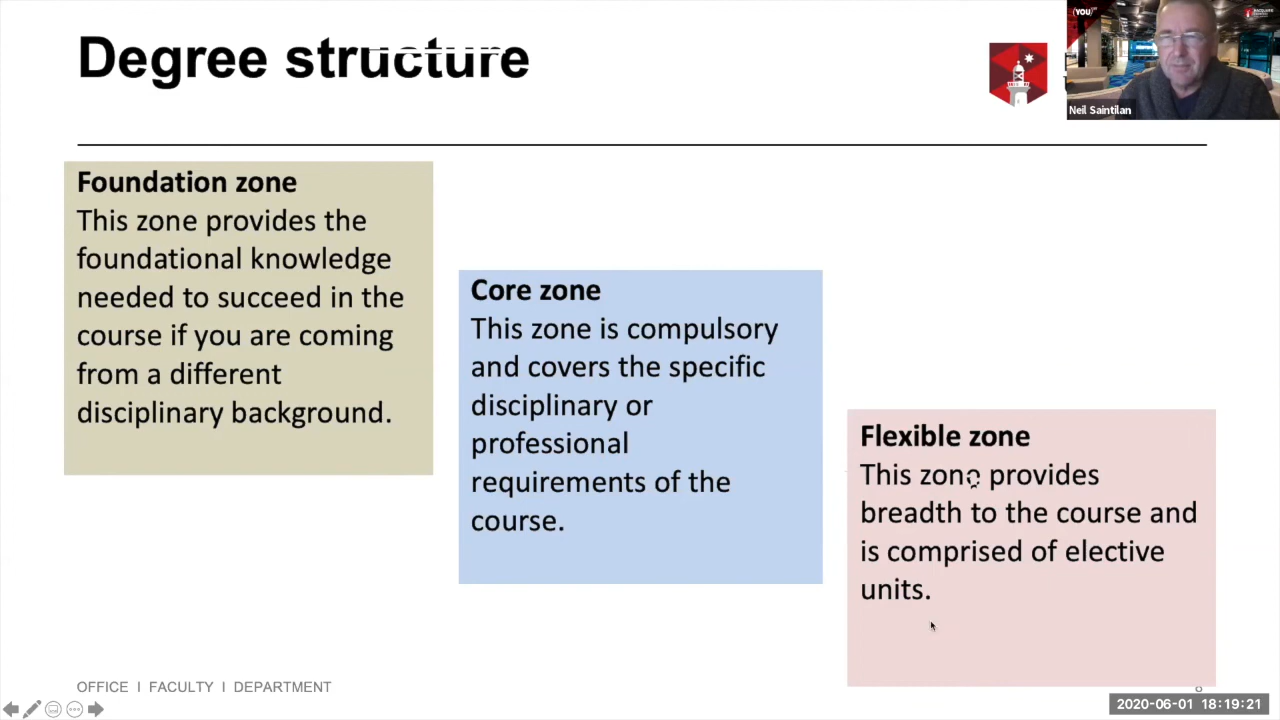 Degree structure
(YOU)
Neil Saintilan
Foundation zone
This zone provides the
foundational knowledge
needed to succeed in the
course if you are coming
from a different
disciplinary background.
Core zone
This zone is compulsory
and covers the specific
disciplinary or
professional
requirements of the
course.
Flexible zone
This zone provides
breadth to the course and
is comprised of elective
units.
OFFICE I FACULTY I DEPARTMENT
2020-06-01 18:19:21